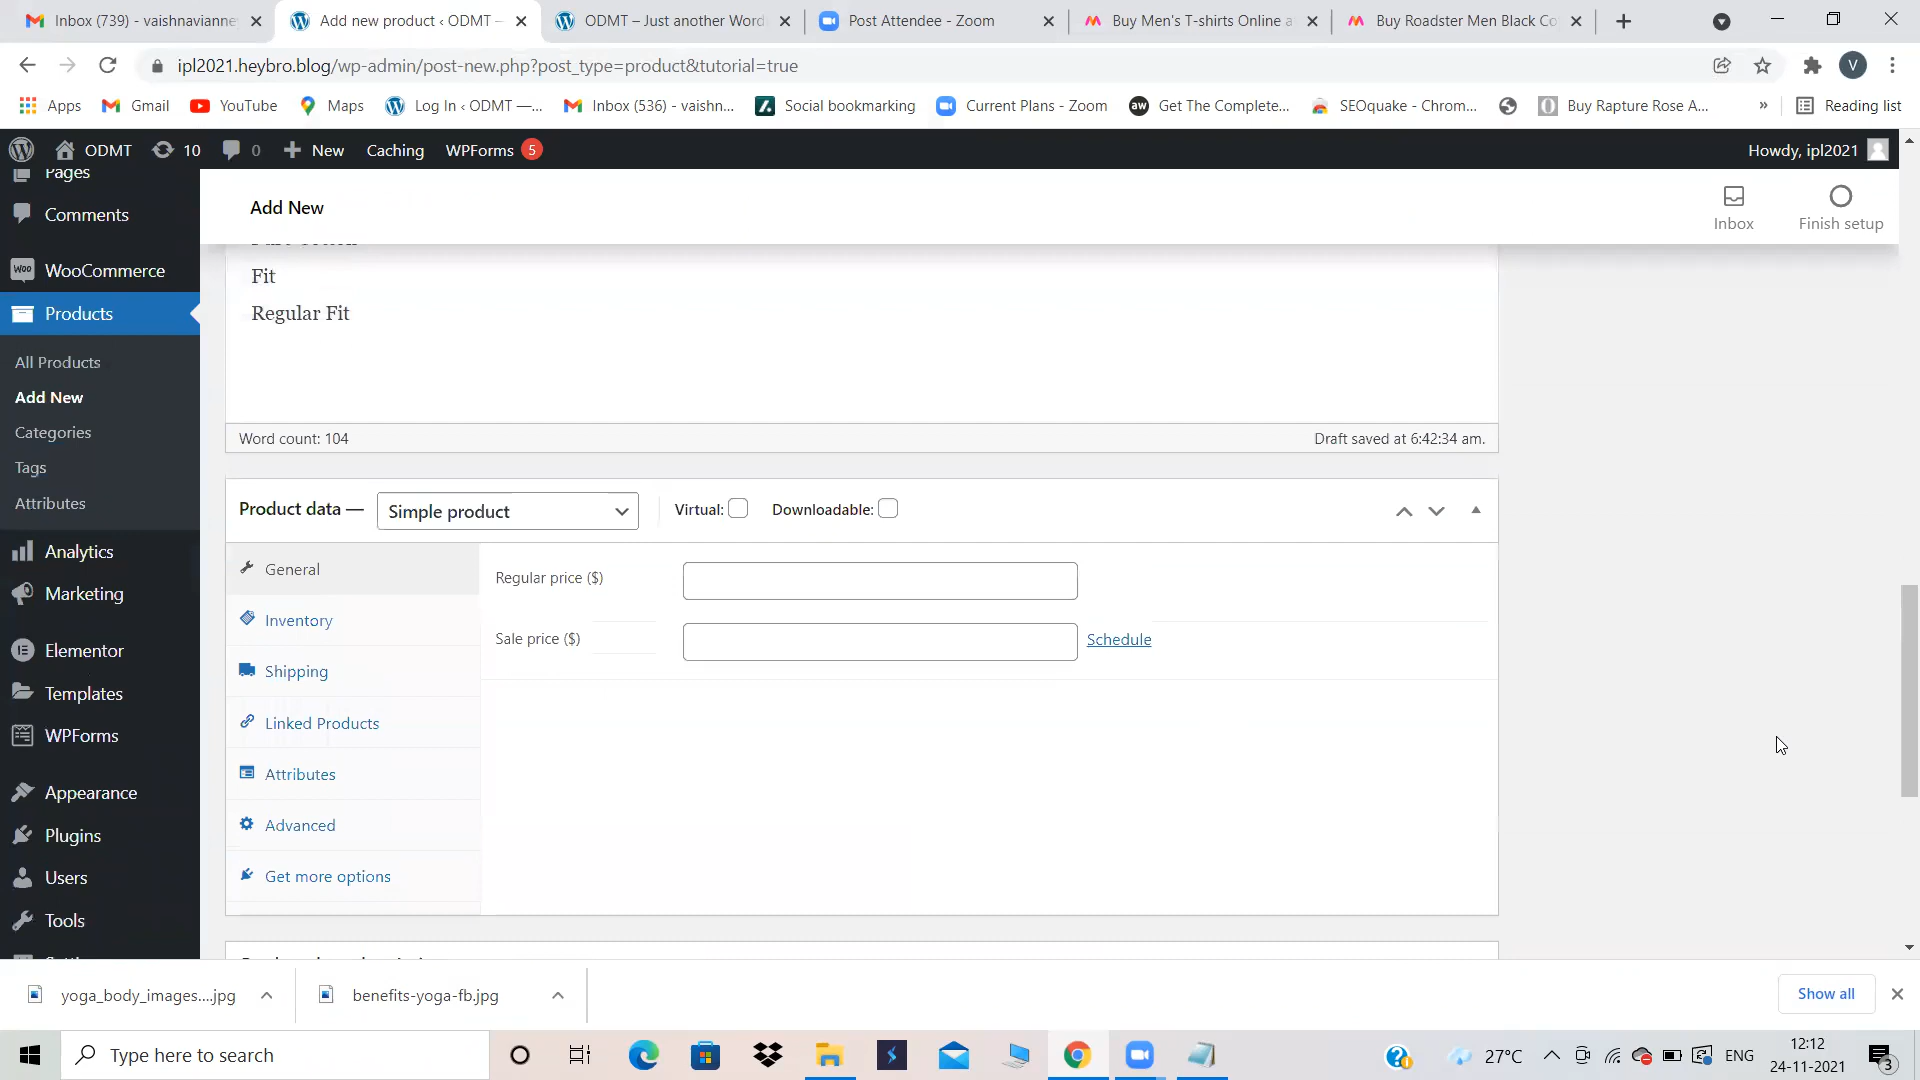 Inbox (739) - vaishnavianne
Add new product ‹ ODMT —
ODMT – Just another Word
Post Attendee - Zoom
Buy Men's T-shirts Online a
Buy Roadster Men Black Co
ipl2021.heybro.blog/wp-admin/post-new.php?post_type=product&tutorial=true
V
Apps
Gmail
YouTube
Maps
Log In ‹ ODMT —...
Inbox (536) - vaishn...
Social bookmarking
Current Plans - Zoom
aw
Get The Complete...
SEOquake - Chrom...
Buy Rapture Rose A...
»
Reading list
ODMT
10
0
New
Caching
WPForms 5
Howdy, ipl2021
Pages
Comments
WooCommerce
Products
All Products
Add New
Categories
Tags
Attributes
Analytics
Marketing
Elementor
Templates
WPForms
Appearance
Plugins
Users
Tools
Add New
Inbox
Finish setup
Fit
Regular Fit
Word count: 104
Draft saved at 6:42:34 am.
Product data —
Simple product
Virtual:
Downloadable:
General
Inventory
Shipping
Linked Products
Attributes
Advanced
Get more options
Regular price ($)
Sale price ($)
Schedule
yoga_body_images....jpg
benefits-yoga-fb.jpg
Show all
Type here to search
27°C
ENG
12:12
24-11-2021
3